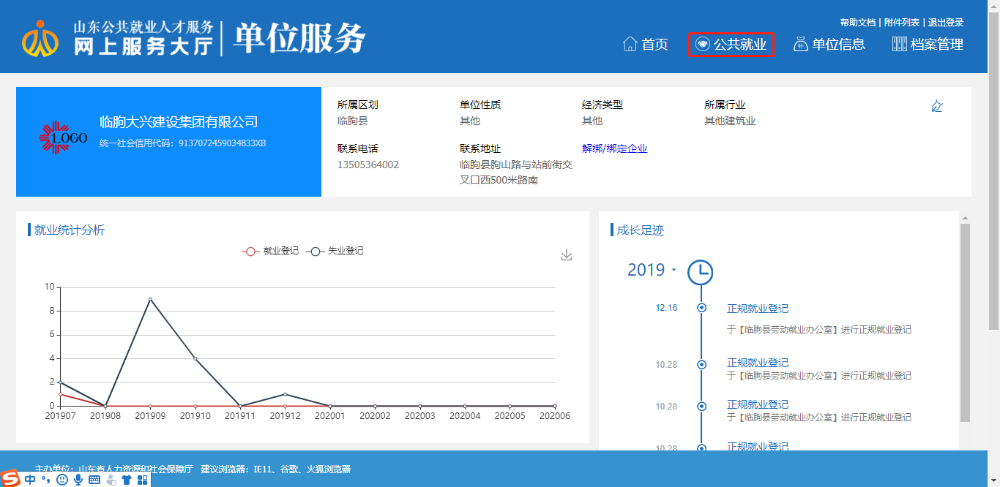 帮助文档 | 附件列表 | 退出登录
山东公共就业人才服务
网上服务大厅
单位服务
首页 公共就业 单位信息 档案管理
LOGO
临朐大兴建设集团有限公司
统一社会信用代码：9137072459034833XB
所属区划 单位性质 经济类型 所属行业
临朐县 其他 其他 其他建筑业
联系电话 联系地址 解绑/绑定企业
13505364002 临朐县朐山路与站前街交
叉口西500米路南
就业统计分析
就业登记 失业登记
10
8
6
4
2
0
201907 201908 201909 201910 201911 201912 202001 202002 202003 202004 202005 202006
成长足迹
2019
12.16 正规就业登记
于【临朐县劳动就业办公室】进行正规就业登记
10.28 正规就业登记
于【临朐县劳动就业办公室】进行正规就业登记
10.28 正规就业登记
于【临朐县劳动就业办公室】进行正规就业登记
10.28 正规就业登记
主办单位：山东省人力资源和社会保障厅 建议浏览器：IE11、谷歌、火狐浏览器
S 中